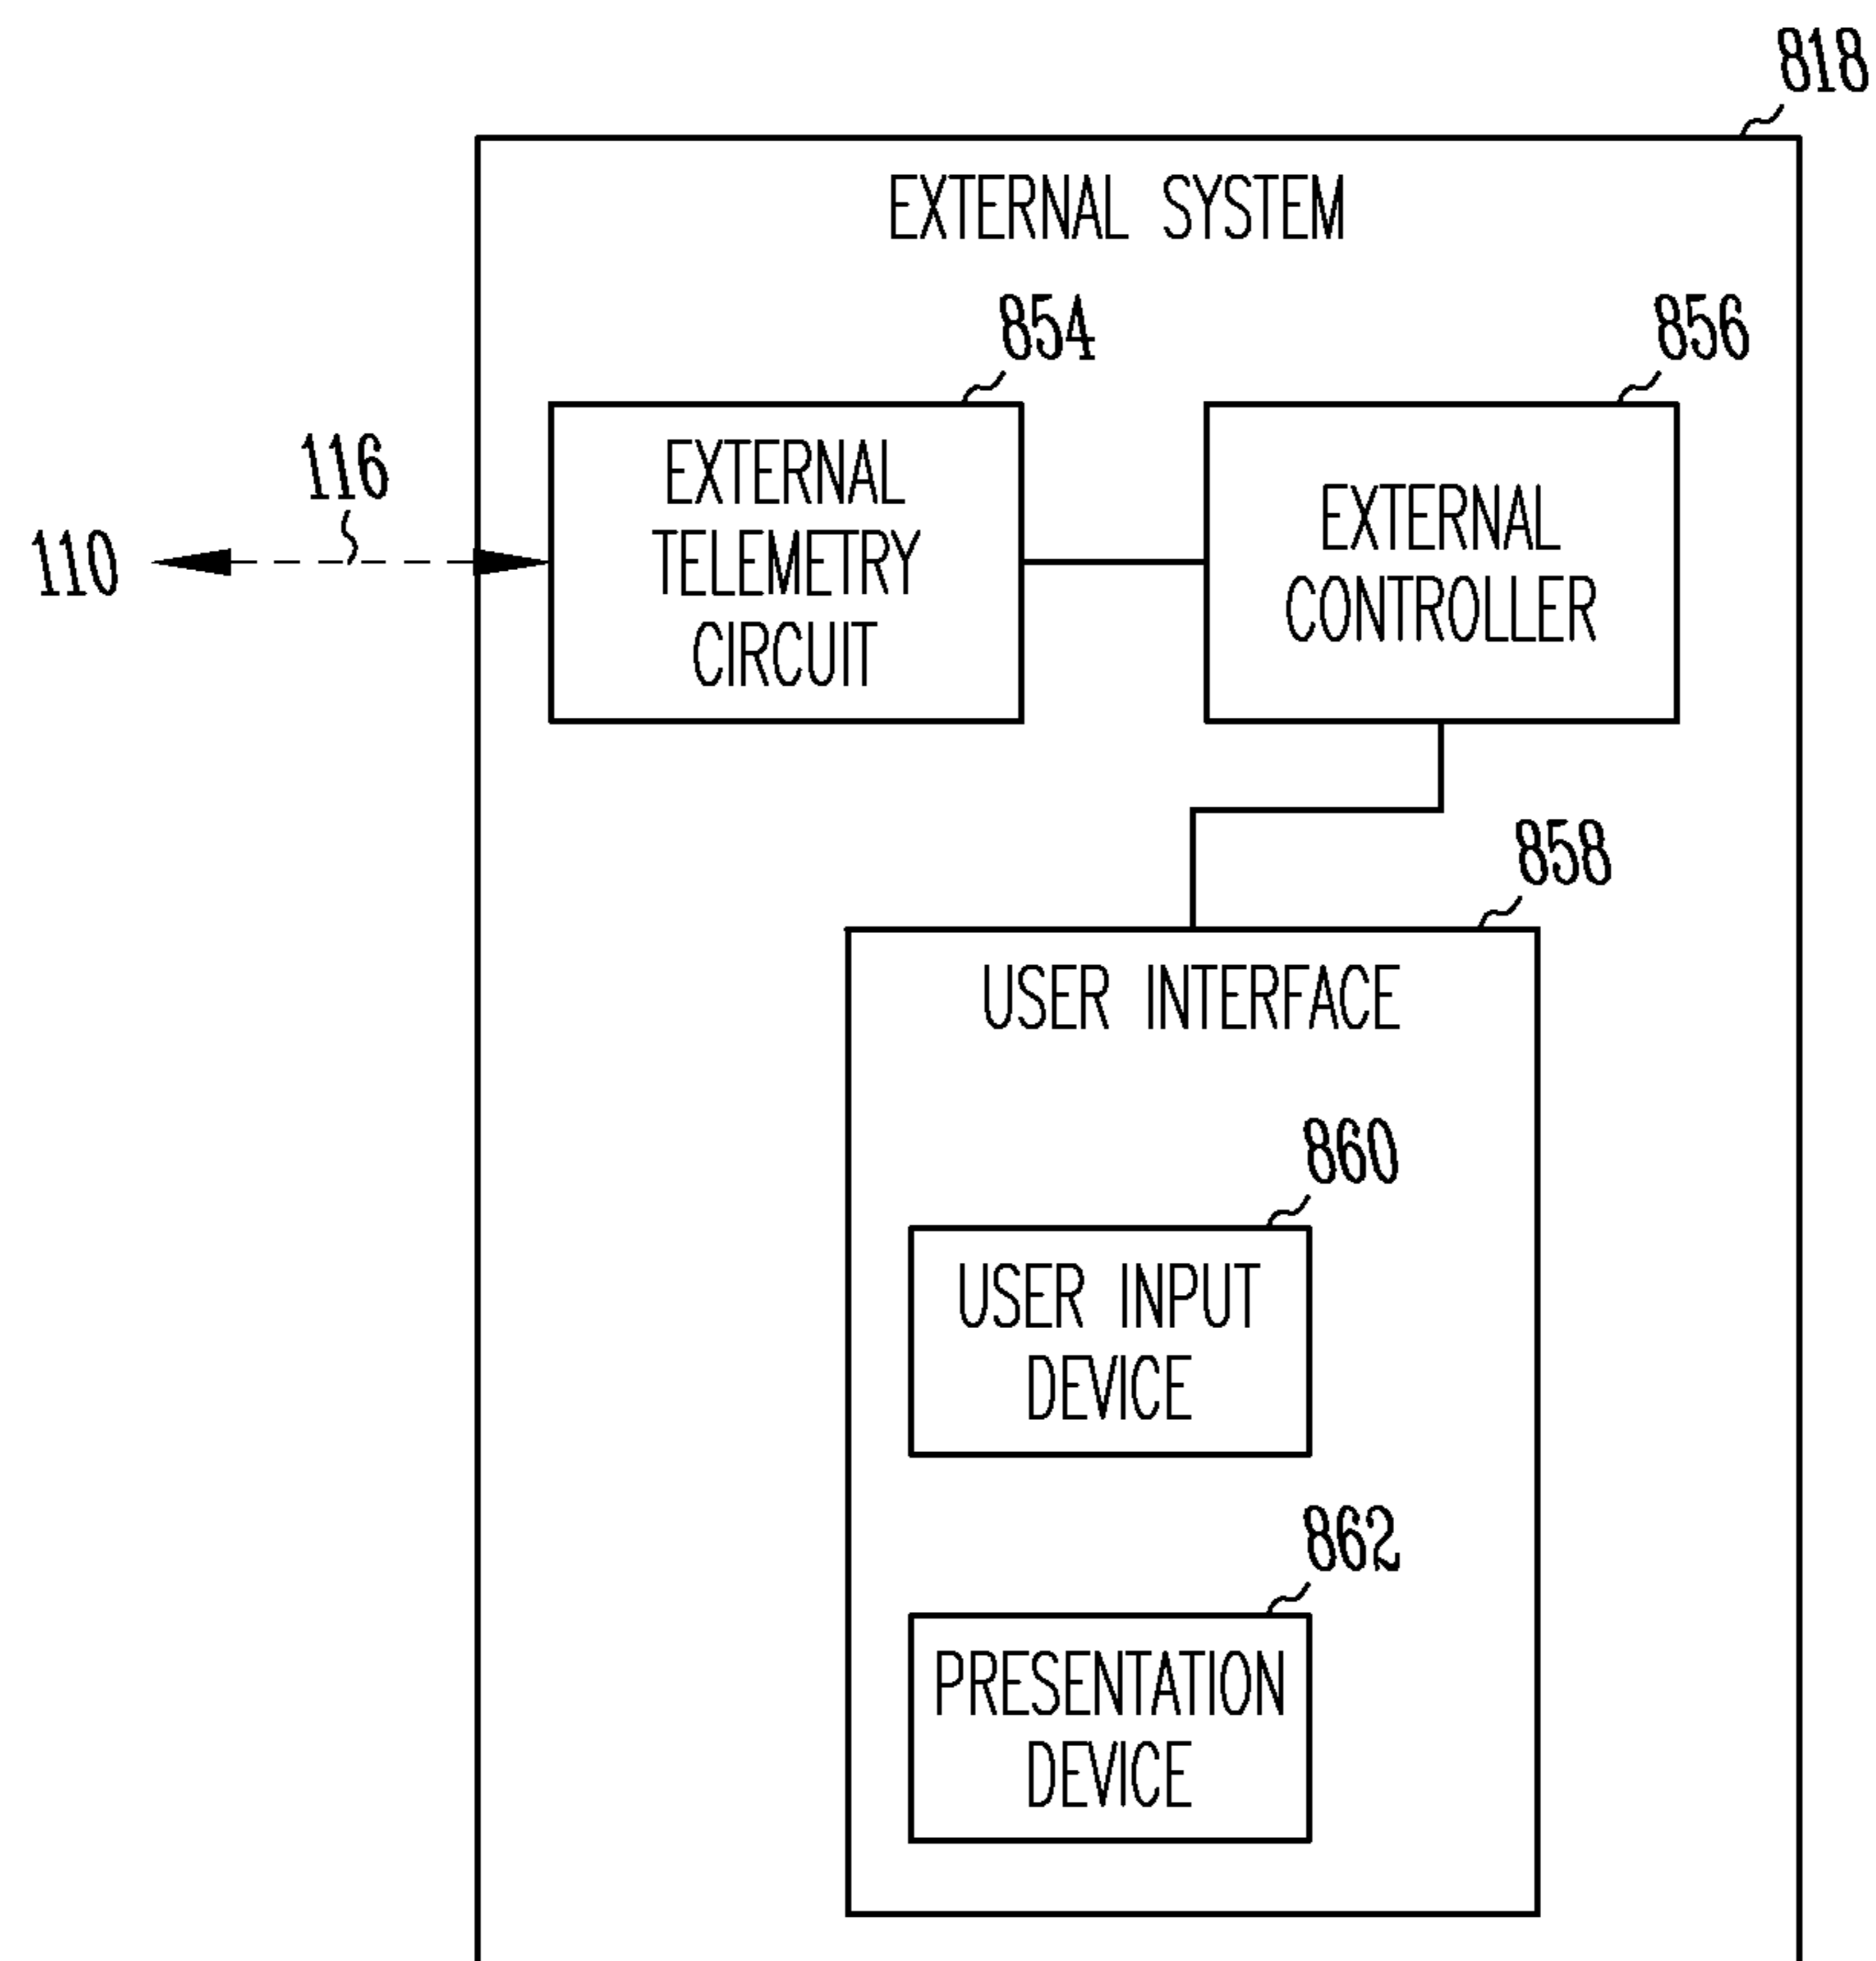 818
EXTERNAL SYSTEM
854
856
116
110
EXTERNAL
TELEMETRY
CIRCUIT
EXTERNAL
CONTROLLER
858
USER INTERFACE
860
USER INPUT
DEVICE
862
PRESENTATION
DEVICE